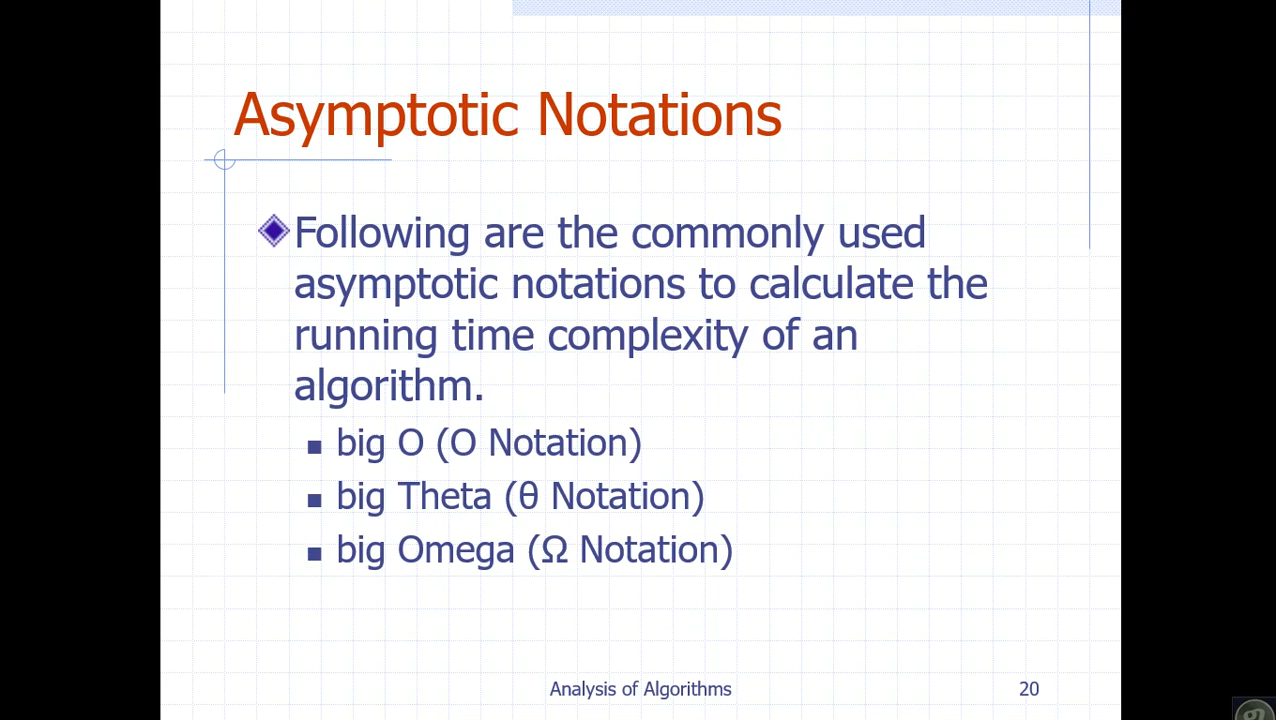 Asymptotic Notations
Following are the commonly used
asymptotic notations to calculate the
running time complexity of an
algorithm.
big O (O Notation)
big Theta (θ Notation)
big Omega (Ω Notation)
Analysis of Algorithms
20